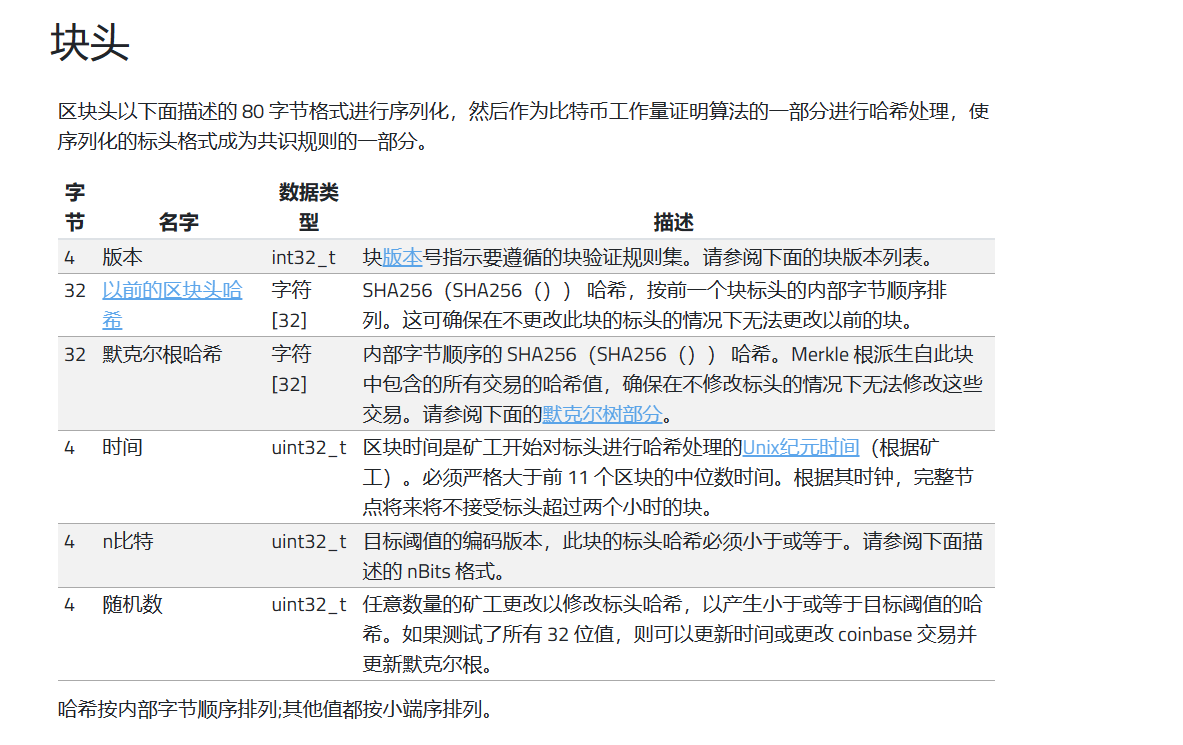 块头
区块头以下面描述的 80 字节格式进行序列化，然后作为比特币工作量证明算法的一部分进行哈希处理，使
序列化的标头格式成为共识规则的一部分。
字节 名字 数据类型 描述
4 版本 int32_t 块版本号指示要遵循的块验证规则集。请参阅下面的块版本列表。
32 以前的区块头哈 字符 SHA256（SHA256（）） 哈希，按前一个块标头的内部字节顺序排
希 [32] 列。这可确保在不更改此块的标头的情况下无法更改以前的块。
32 默克尔根哈希 字符 内部字节顺序的 SHA256（SHA256（）） 哈希。Merkle 根派生自此块
[32] 中包含的所有交易的哈希值，确保在不修改标头的情况下无法修改这些
交易。请参阅下面的默克尔树部分。
4 时间 uint32_t 区块时间是矿工开始对标头进行哈希处理的Unix纪元时间（根据矿
工）。必须严格大于前 11 个区块的中位数时间。根据其时钟，完整节
点将来将不接受标头超过两个小时的块。
4 n比特 uint32_t 目标阈值的编码版本，此块的标头哈希必须小于或等于。请参阅下面描
述的 nBits 格式。
4 随机数 uint32_t 任意数量的矿工更改以修改标头哈希，以产生小于或等于目标阈值的哈
希。如果测试了所有 32 位值，则可以更新时间或更改 coinbase 交易并
更新默克尔根。
哈希按内部字节顺序排列;其他值都按小端序排列。